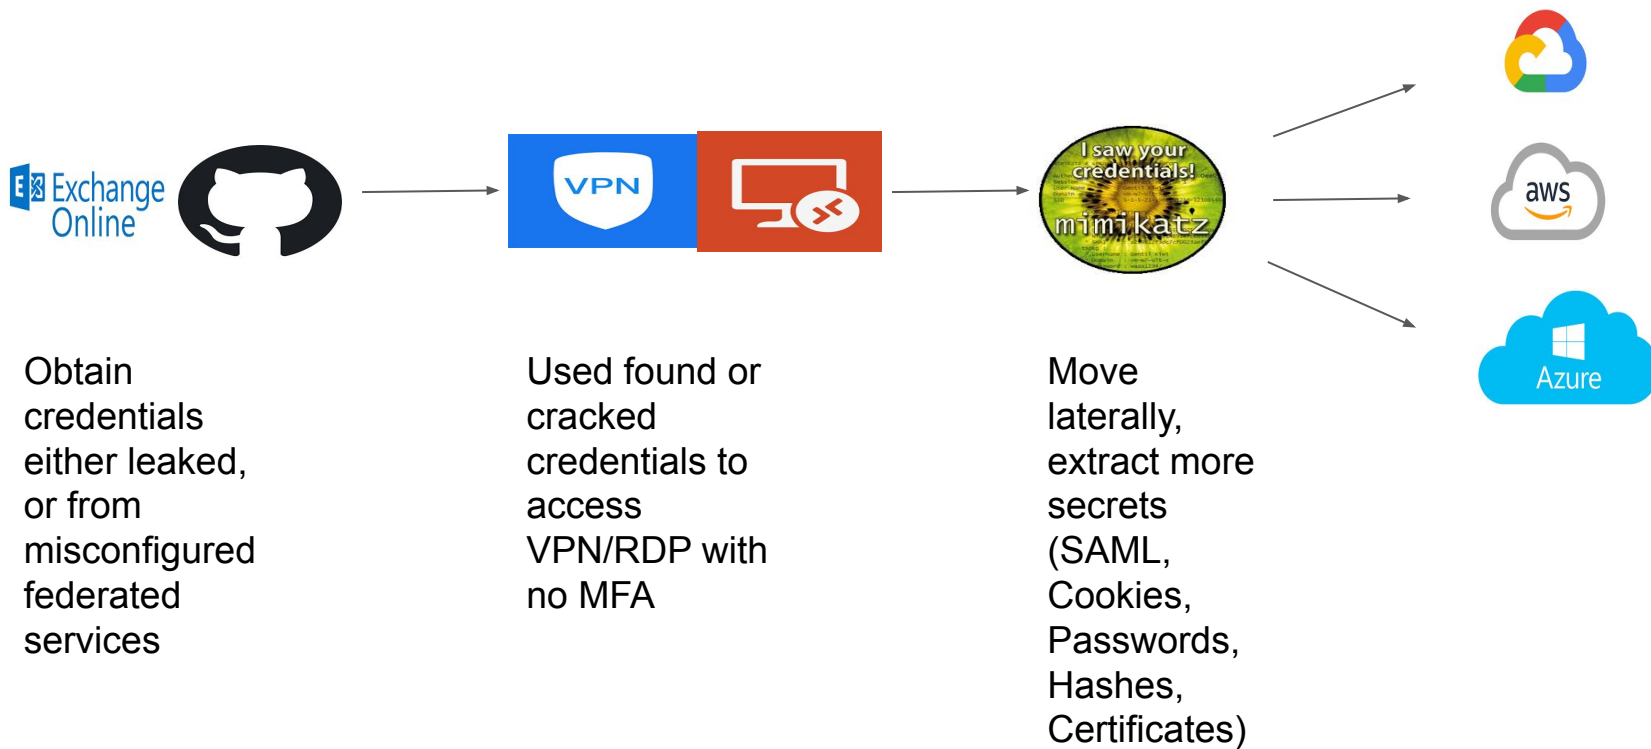 Exchange
Online
VPN
I saw your
credentials!
mimikatz
aws
Azure
Obtain
credentials
either leaked,
or from
misconfigured
federated
services
Used found or
cracked
credentials to
access
VPN/RDP with
no MFA
Move
laterally,
extract more
secrets
(SAML,
Cookies,
Passwords,
Hashes,
Certificates)